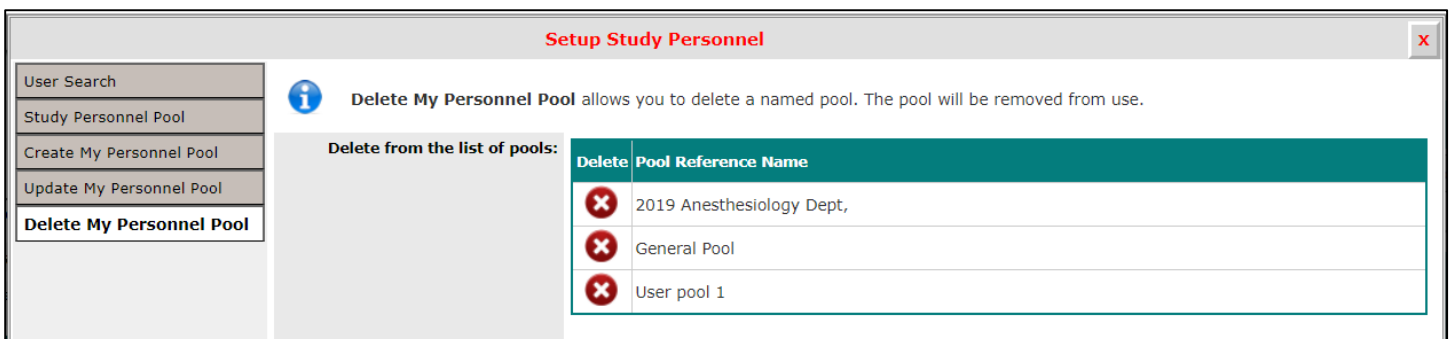 Setup Study Personnel
x
User Search
Study Personnel Pool
Create My Personnel Pool
Update My Personnel Pool
Delete My Personnel Pool
Delete My Personnel Pool allows you to delete a named pool. The pool will be removed from use.
Delete from the list of pools:
Delete Pool Reference Name
2019 Anesthesiology Dept,
General Pool
User pool 1